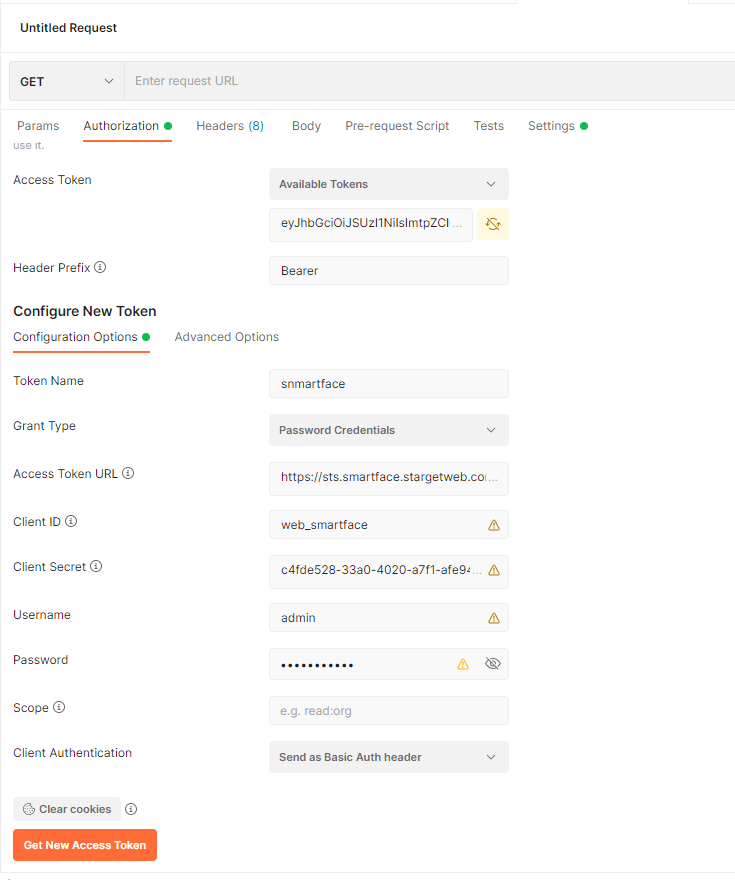 Untitled Request
GET Enter request URL
Params Authorization Headers (8) Body Pre-request Script Tests Settings
use it.
Access Token Available Tokens
eyJhbGciOiJSUzI1NiIsImtpZCI ...
Header Prefix Bearer
Configure New Token
Configuration Options Advanced Options
Token Name snmartface
Grant Type Password Credentials
Access Token URL https://sts.smartface.stargetweb.co...
Client ID web_smartface
Client Secret c4fde528-33a0-4020-a7f1-afe94...
Username admin
Password •••••••••••
Scope e.g. read:org
Client Authentication Send as Basic Auth header
Clear cookies
Get New Access Token